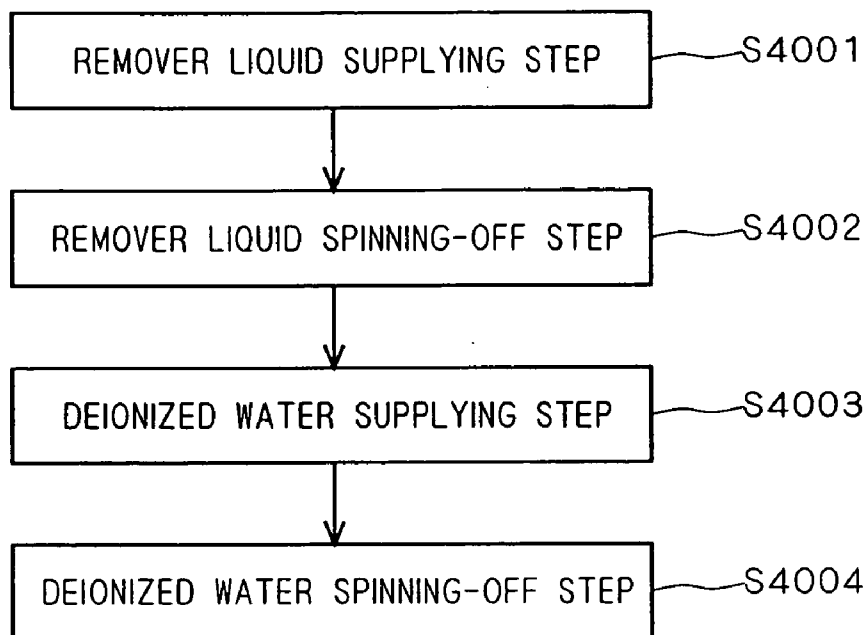 REMOVER LIQUID SUPPLYING STEP S4001
REMOVER LIQUID SPINNING-OFF STEP S4002
DEIONIZED WATER SUPPLYING STEP S4003
DEIONIZED WATER SPINNING-OFF STEP S4004